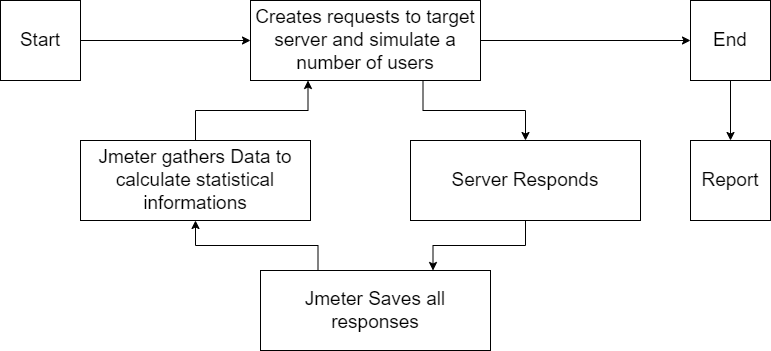 Start
Creates requests to target
server and simulate a
number of users
End
Jmeter gathers Data to
calculate statistical
informations
Server Responds
Report
Jmeter Saves all
responses